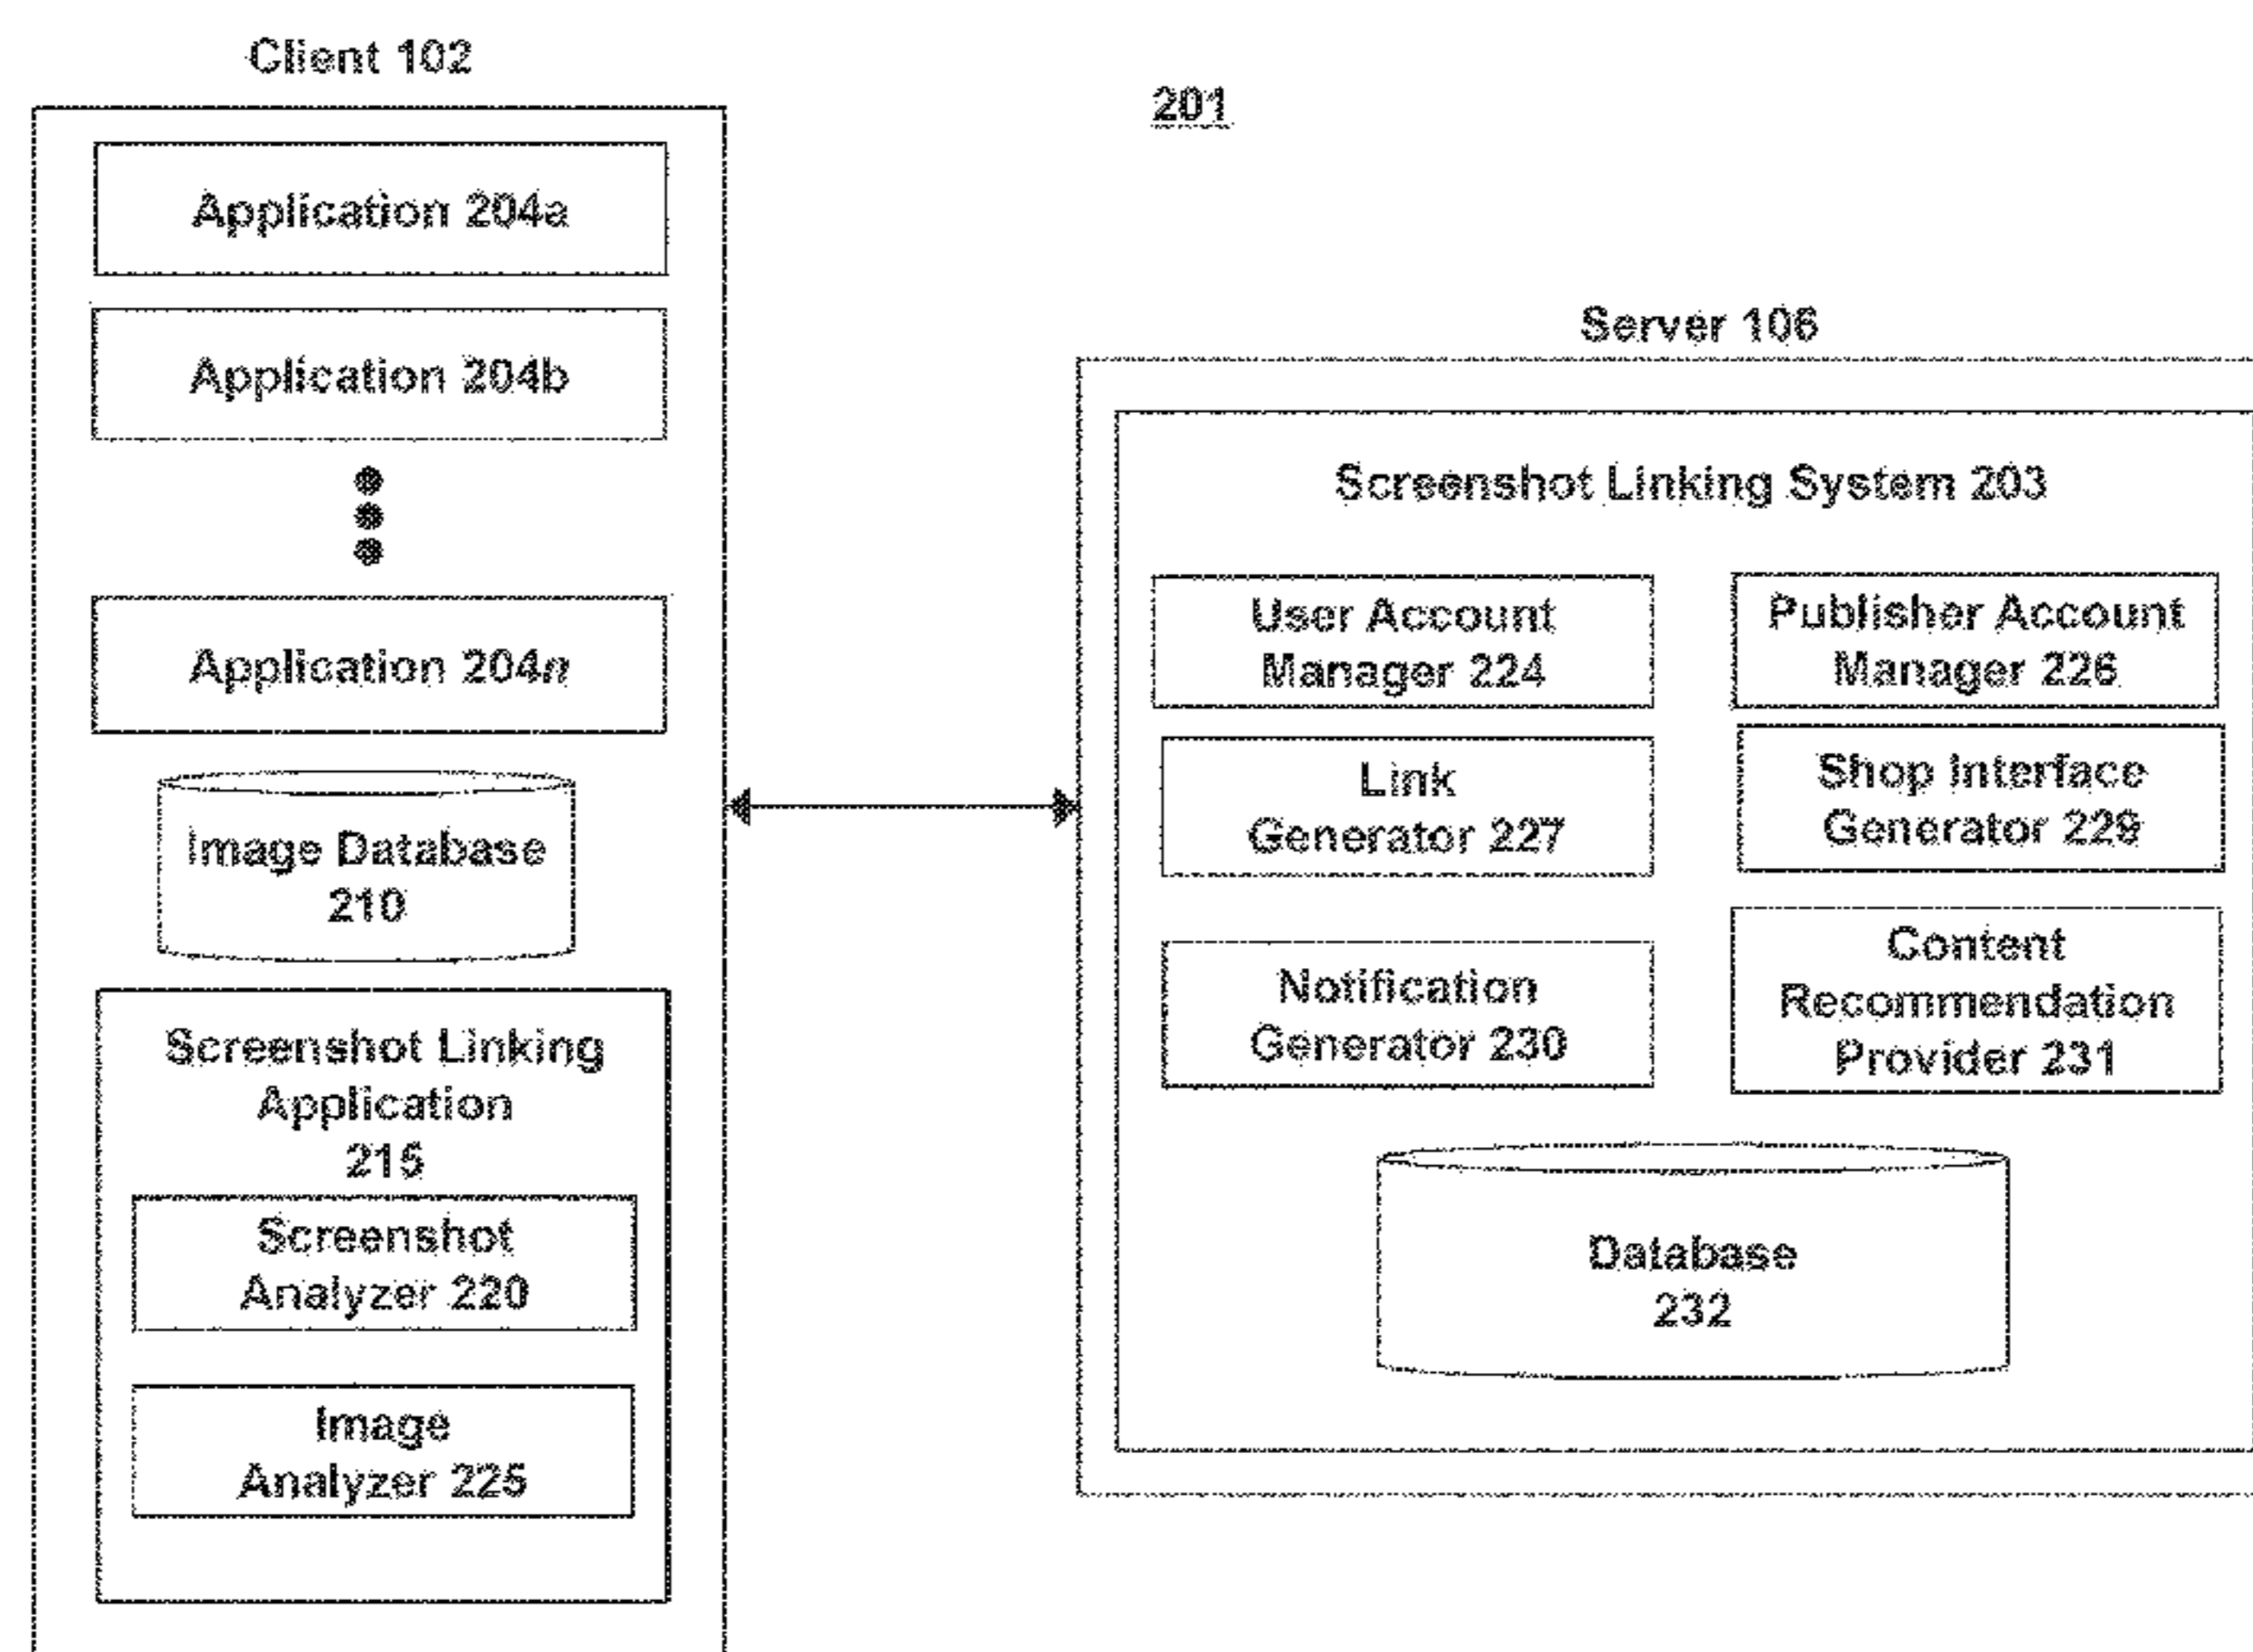 Client 102
201
Application 204a
Application 204b
Application 204n
Image Database
210
Screenshot Linking
Application
215
Screenshot
Analyzer 220
Image
Analyzer 225
Server 106
Screenshot Linking System 203
User Account
Manager 224
Publisher Account
Manager 226
Link
Generator 227
Shop Interface
Generator 229
Notification
Generator 230
Content
Recommendation
Provider 231
Database
232